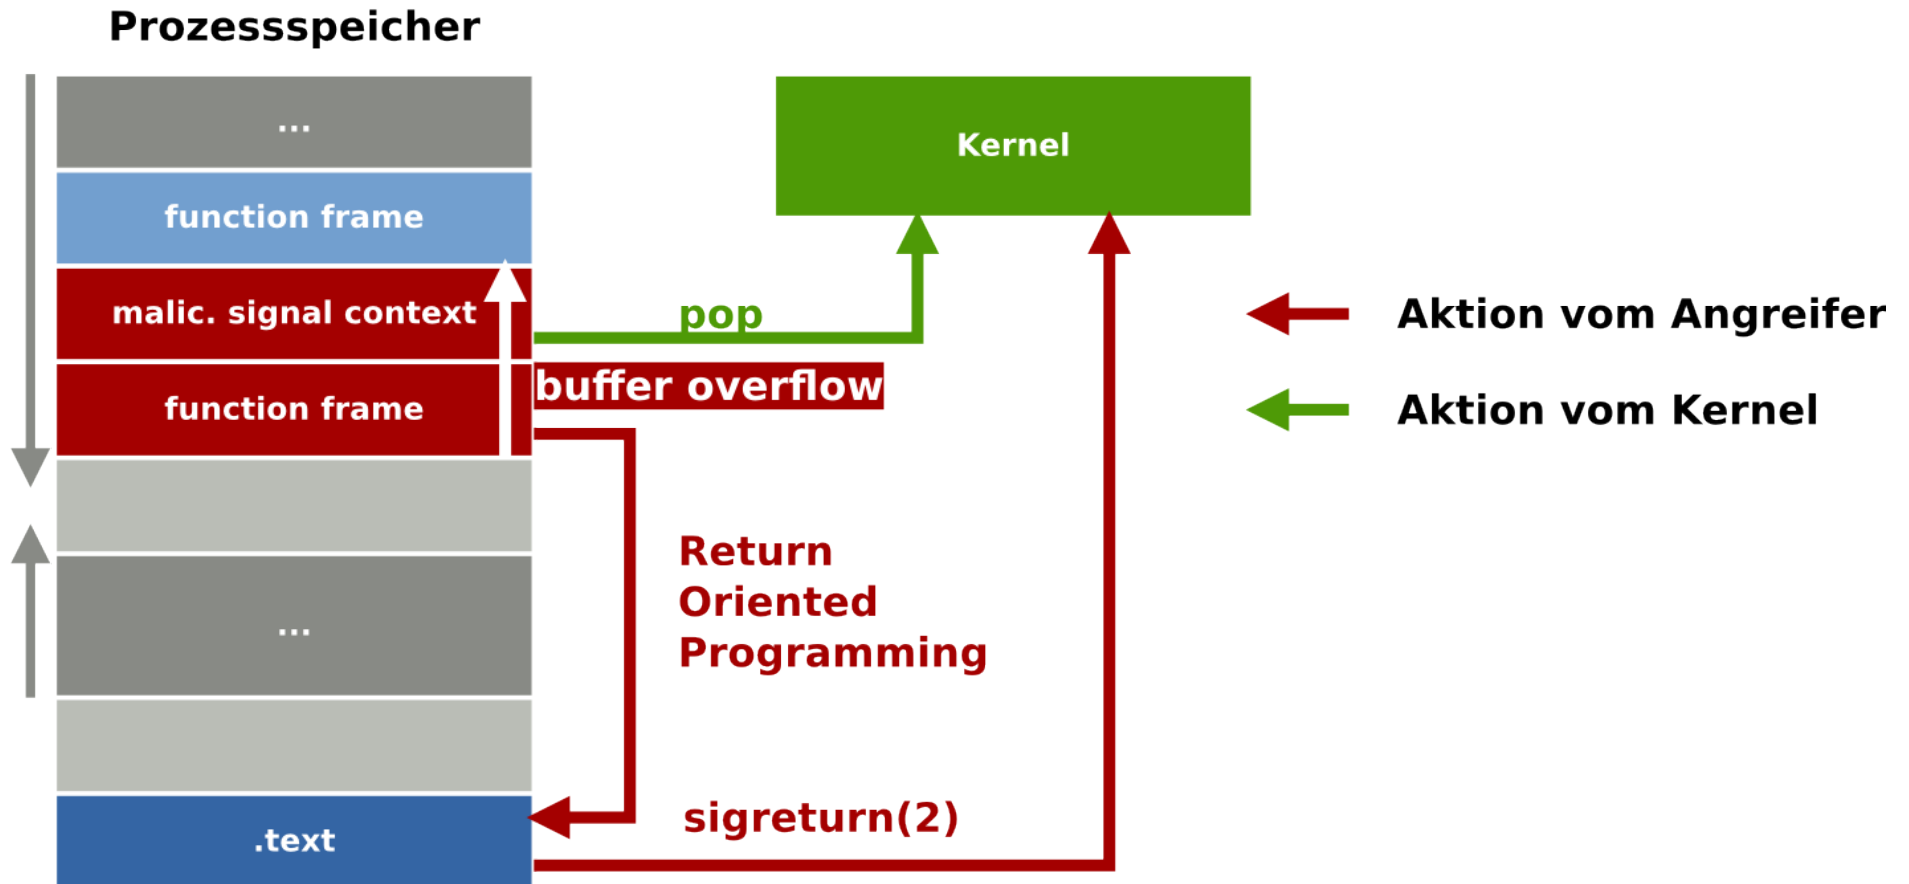 Prozessspeicher
...
Kernel
function frame
malic. signal context
pop
Aktion vom Angreifer
buffer overflow
function frame
Aktion vom Kernel
Return
Oriented
Programming
...
sigreturn(2)
.text